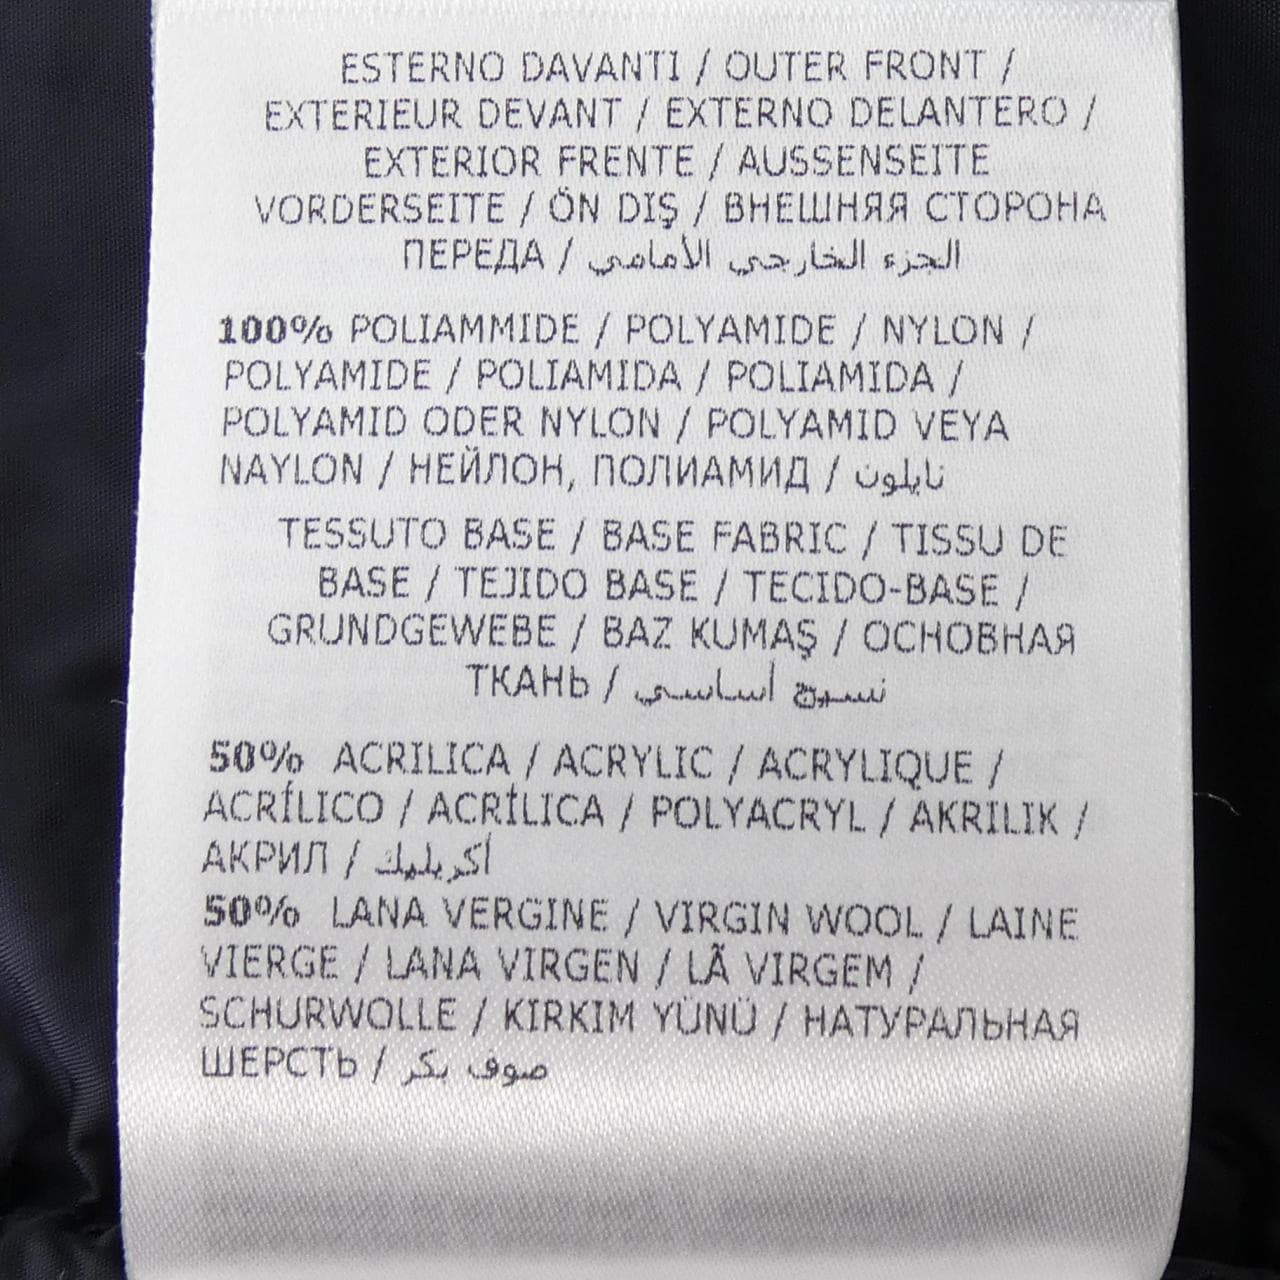 ESTERNO DAVANTI / OUTER FRONT /
EXTERIEUR DEVANT / EXTERNO DELANTERO /
EXTERIOR FRENTE / AUSSENSEITE
VORDERSEITE / ÖN DIŞ / ВНЕШНЯЯ СТОРОНА
ПЕРЕДА / الجزء الخارجي الأمامي
100% POLIAMMIDE / POLYAMIDE / NYLON /
POLYAMIDE / POLIAMIDA / POLIAMIDA /
POLYAMID ODER NYLON / POLYAMID VEYA
NAYLON / НЕЙЛОН, ПОЛИАМИД / نايلون
TESSUTO BASE / BASE FABRIC / TISSU DE
BASE / TEJIDO BASE / TECIDO-BASE /
GRUNDGEWEBE / BAZ KUMAŞ / ОСНОВНАЯ
ТКАНЬ / نسيج أساسي
50% ACRILICA / ACRYLIC / ACRYLIQUE /
ACRÍLICO / ACRÍLICA / POLYACRYL / AKRILIK /
АКРИЛ / أكريليك
50% LANA VERGINE / VIRGIN WOOL / LAINE
VIERGE / LANA VIRGEN / LÃ VIRGEM /
SCHURWOLLE / KIRKIM YÜNÜ / НАТУРАЛЬНАЯ
ШЕРСТЬ / صوف بكر